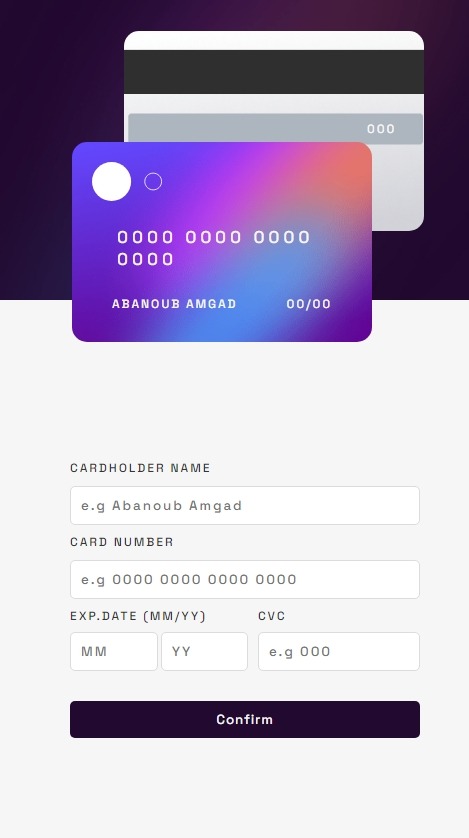 000
0000 0000 0000
0000
ABANOUB AMGAD 00/00
CARDHOLDER NAME
e.g Abanoub Amgad
CARD NUMBER
e.g 0000 0000 0000 0000
EXP.DATE (MM/YY) CVC
MM YY e.g 000
Confirm